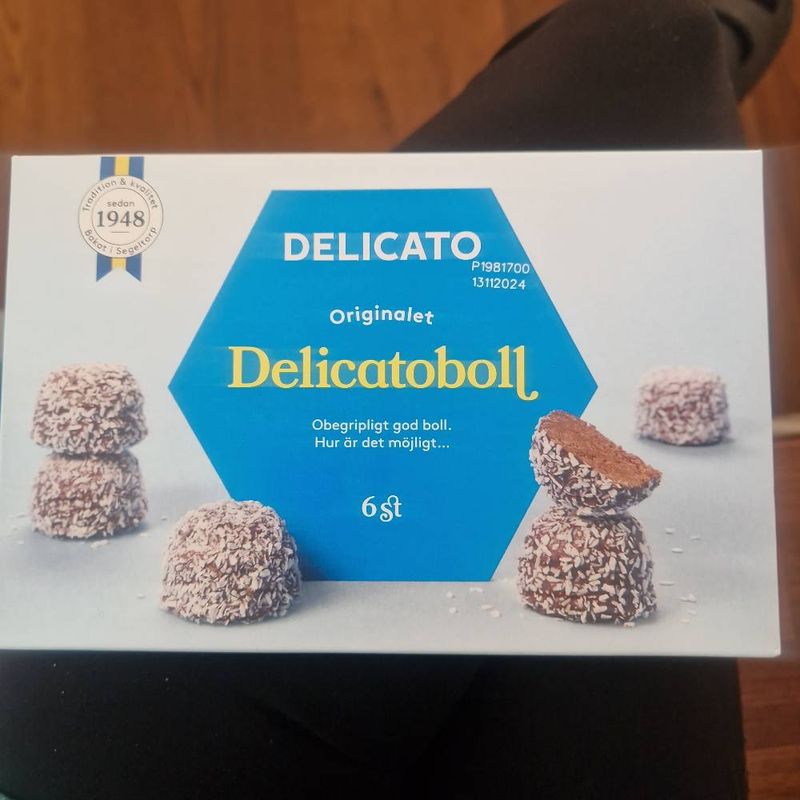 Tradition & kvalitet
sedan
1948
Bakat i Segeltorp
DELICATO
P1981700
13112024
Originalet
Delicatoboll
Obegripligt god boll.
Hur är det möjligt...
6 st